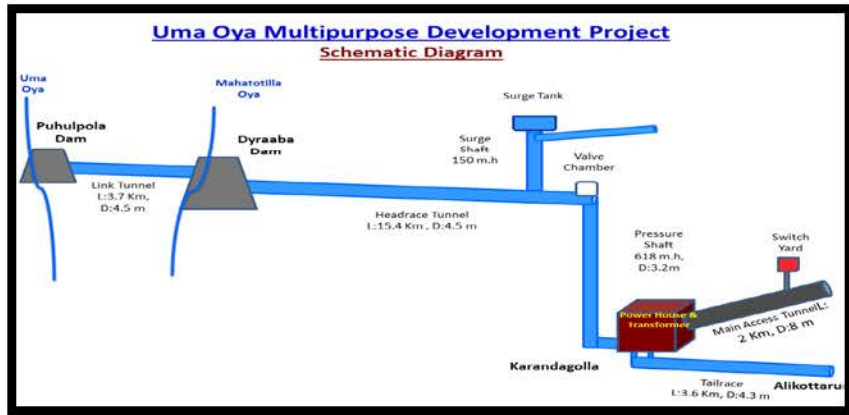 Uma Oya Multipurpose Development Project
Schematic Diagram
Uma
Oya
Mahatotilla
Oya
Puhulpola
Dam
Dyraaba
Dam
Link Tunnel
L:3.7 Km,
D:4.5 m
Headrace Tunnel
L:15.4 Km , D:4.5 m
Surge Tank
Surge
Shaft
150 m.h
Valve
Chamber
Pressure
Shaft
618 m.h,
D:3.2m
Switch
Yard
Power House &
transformer
Main Access TunnelL:
2 Km, D:8 m
Karandagolla
Tailrace
L:3.6 Km, D:4.3 m
Alikottaru